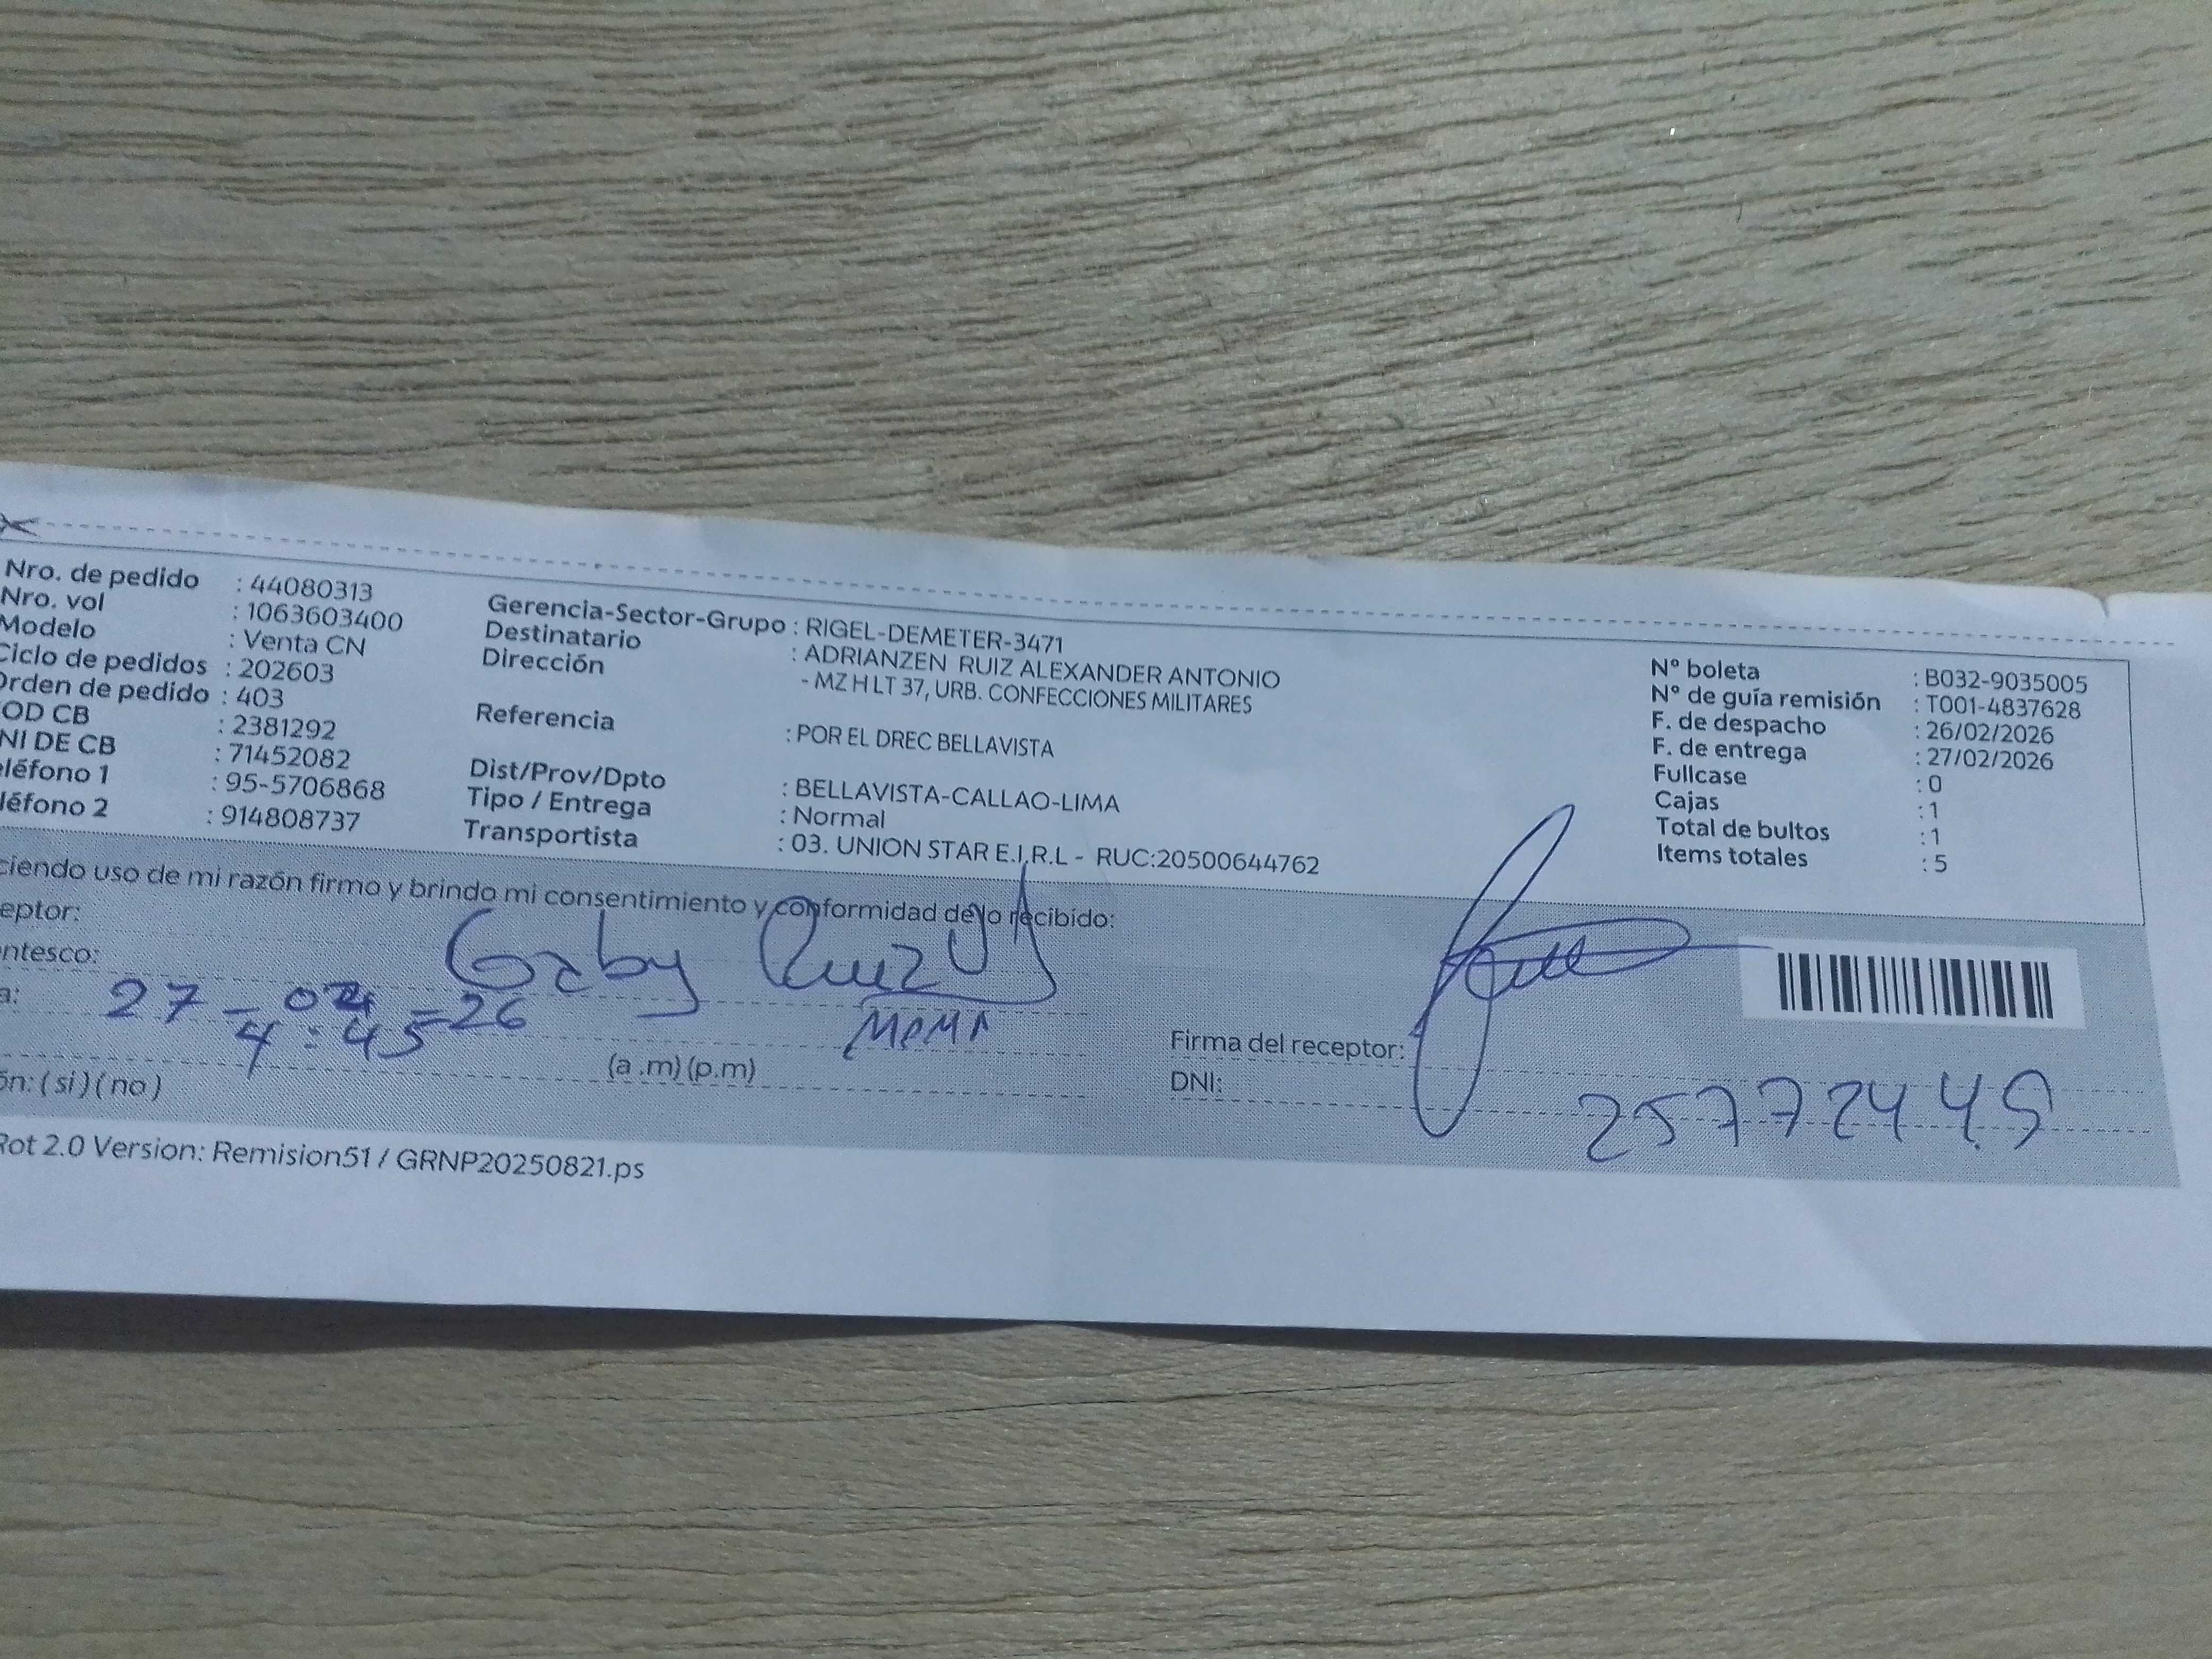 Nro. de pedido : 44080313
Nro. vol : 1063603400
Modelo : Venta CN
Ciclo de pedidos : 202603
Orden de pedido : 403
OD CB : 2381292
NI DE CB : 71452082
eléfono 1 : 95-5706868
léfono 2 : 914808737
Gerencia-Sector-Grupo : RIGEL-DEMETER-3471
Destinatario : ADRIANZEN RUIZ ALEXANDER ANTONIO
Dirección - MZ H LT 37, URB. CONFECCIONES MILITARES
Referencia : POR EL DREC BELLAVISTA
Dist/Prov/Dpto : BELLAVISTA-CALLAO-LIMA
Tipo / Entrega : Normal
Transportista : 03. UNION STAR E.I.R.L - RUC:20500644762
Nº boleta : B032-9035005
Nº de guía remisión : T001-4837628
F. de despacho : 26/02/2026
F. de entrega : 27/02/2026
Fullcase : 0
Cajas : 1
Total de bultos : 1
Items totales : 5
ciendo uso de mi razón firmo y brindo mi consentimiento y conformidad de lo recibido:
eptor: Gaby Ruiz
ntesco: MAMA
a: 27 - 02 - 26
4:45 (a .m) (p.m)
ón: ( si ) ( no )
Firma del receptor:
DNI: 25772449
Rot 2.0 Version: Remision51 / GRNP20250821.ps